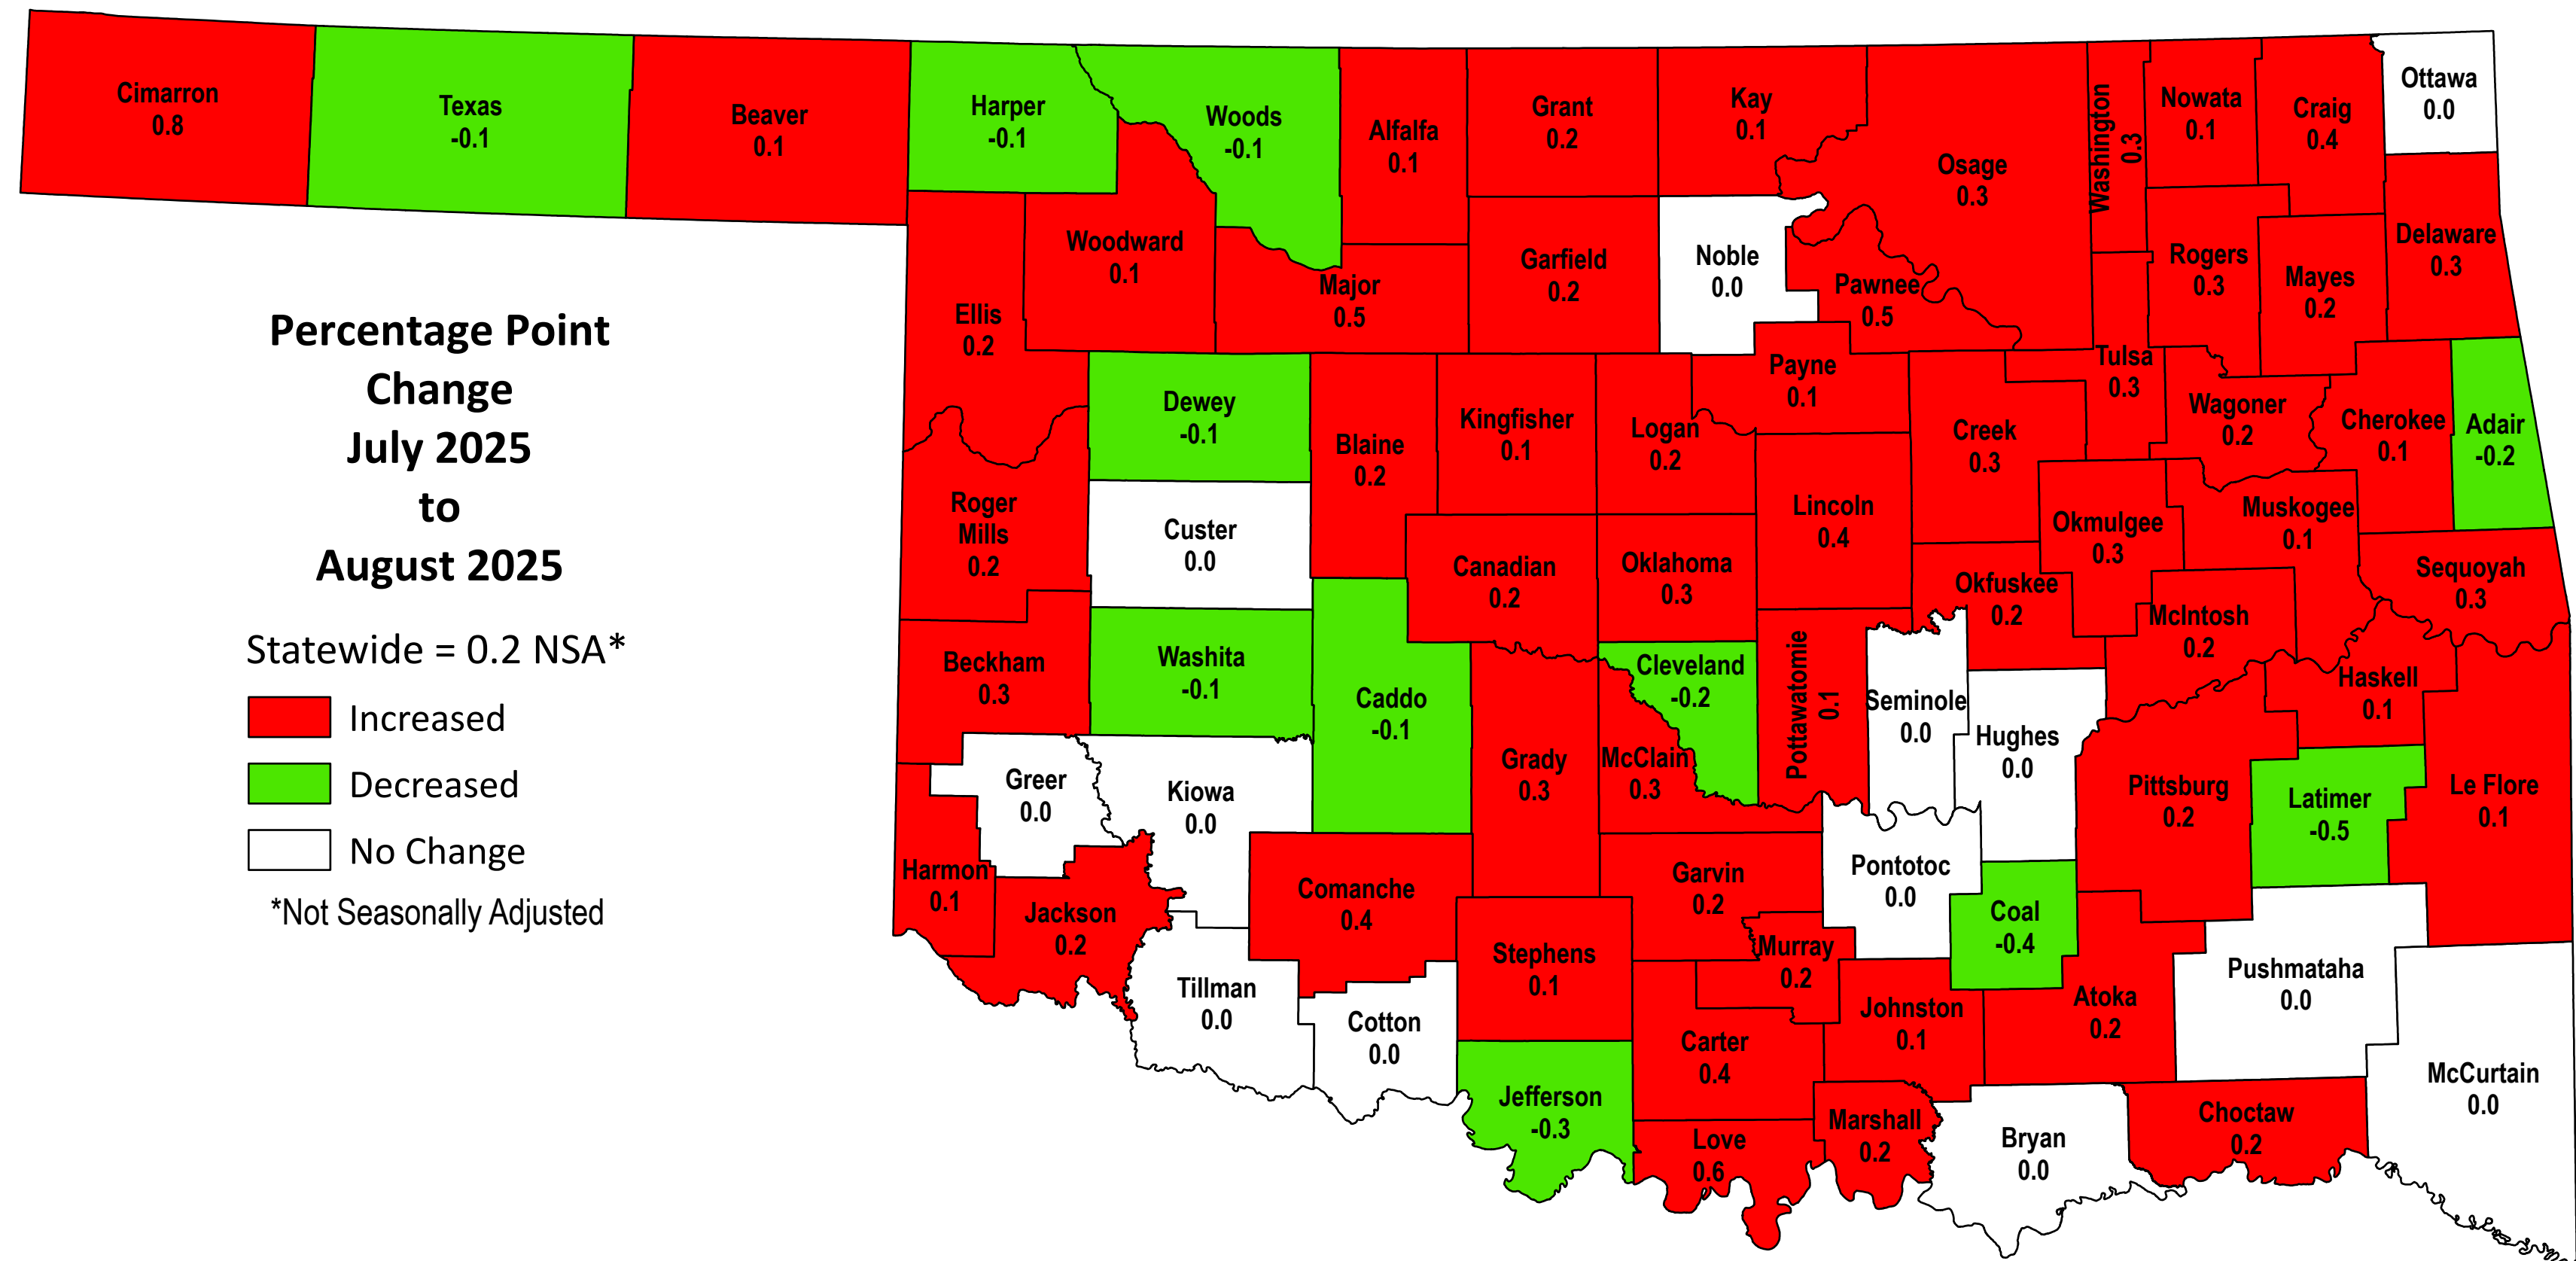 Percentage Point
Change
July 2025
to
August 2025
Statewide = 0.2 NSA*
Increased
Decreased
No Change
*Not Seasonally Adjusted
Cimarron
0.8
Texas
-0.1
Beaver
0.1
Harper
-0.1
Woods
-0.1
Alfalfa
0.1
Grant
0.2
Kay
0.1
Osage
0.3
Washington
0.3
Nowata
0.1
Craig
0.4
Ottawa
0.0
Ellis
0.2
Woodward
0.1
Major
0.5
Garfield
0.2
Noble
0.0
Pawnee
0.5
Rogers
0.3
Mayes
0.2
Delaware
0.3
Dewey
-0.1
Blaine
0.2
Kingfisher
0.1
Logan
0.2
Payne
0.1
Creek
0.3
Tulsa
0.3
Wagoner
0.2
Cherokee
0.1
Adair
-0.2
Roger
Mills
0.2
Custer
0.0
Canadian
0.2
Oklahoma
0.3
Lincoln
0.4
Okfuskee
0.2
Okmulgee
0.3
Muskogee
0.1
McIntosh
0.2
Sequoyah
0.3
Beckham
0.3
Washita
-0.1
Caddo
-0.1
Grady
0.3
McClain
0.3
Cleveland
-0.2
Pottawatomie
0.1
Seminole
0.0
Hughes
0.0
Pittsburg
0.2
Haskell
0.1
Latimer
-0.5
Le Flore
0.1
Harmon
0.1
Greer
0.0
Kiowa
0.0
Jackson
0.2
Comanche
0.4
Stephens
0.1
Garvin
0.2
Murray
0.2
Pontotoc
0.0
Coal
-0.4
Tillman
0.0
Cotton
0.0
Jefferson
-0.3
Carter
0.4
Love
0.6
Johnston
0.1
Marshall
0.2
Atoka
0.2
Bryan
0.0
Pushmataha
0.0
Choctaw
0.2
McCurtain
0.0